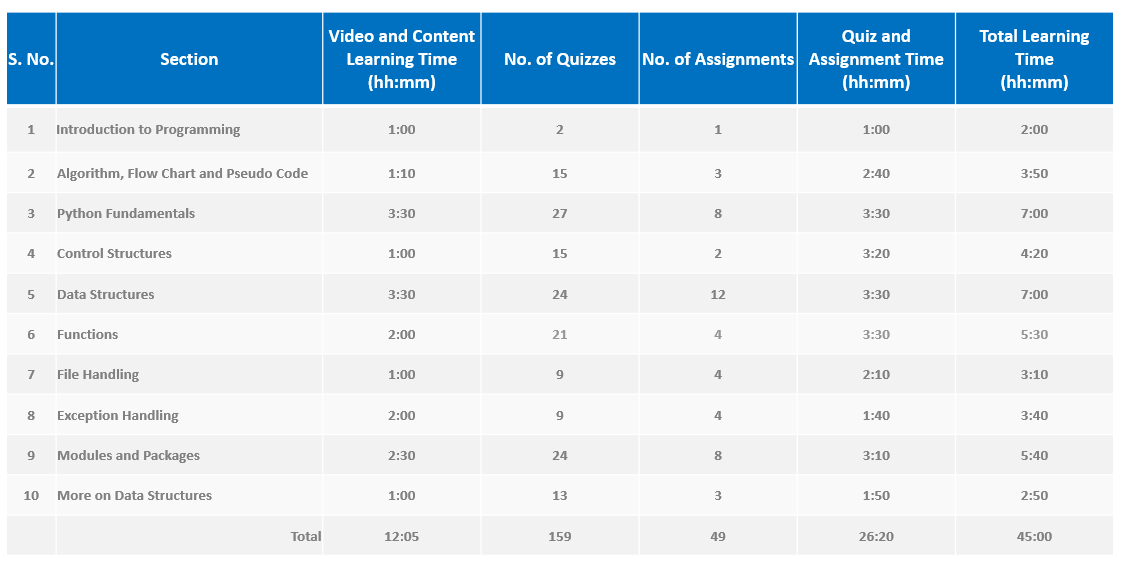 S. No. Section Video and Content Learning Time (hh:mm) No. of Quizzes No. of Assignments Quiz and Assignment Time (hh:mm) Total Learning Time (hh:mm)
1 Introduction to Programming 1:00 2 1 1:00 2:00
2 Algorithm, Flow Chart and Pseudo Code 1:10 15 3 2:40 3:50
3 Python Fundamentals 3:30 27 8 3:30 7:00
4 Control Structures 1:00 15 2 3:20 4:20
5 Data Structures 3:30 24 12 3:30 7:00
6 Functions 2:00 21 4 3:30 5:30
7 File Handling 1:00 9 4 2:10 3:10
8 Exception Handling 2:00 9 4 1:40 3:40
9 Modules and Packages 2:30 24 8 3:10 5:40
10 More on Data Structures 1:00 13 3 1:50 2:50
Total 12:05 159 49 26:20 45:00